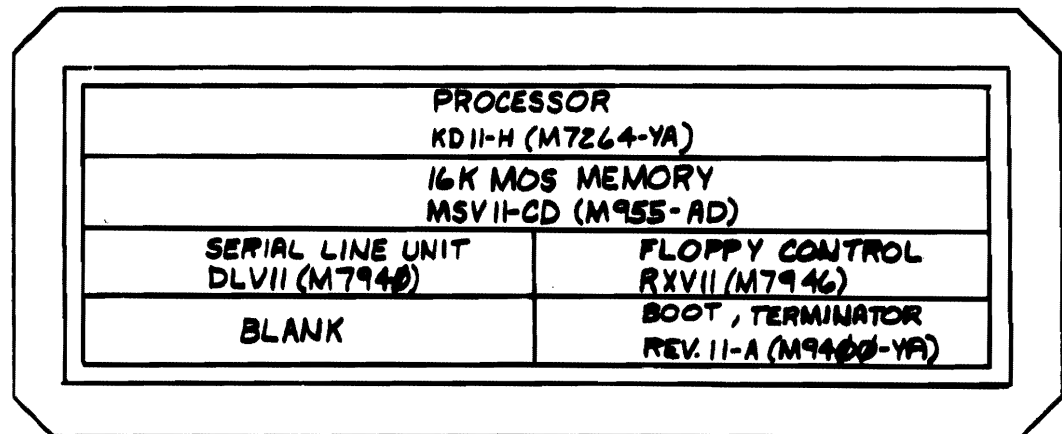 PROCESSOR
KD11-H (M7264-YA)
16K MOS MEMORY
MSV11-CD (M955-AD)
SERIAL LINE UNIT
DLV11 (M7940)
FLOPPY CONTROL
RXV11 (M7946)
BLANK
BOOT, TERMINATOR
REV. 11-A (M9400-YA)